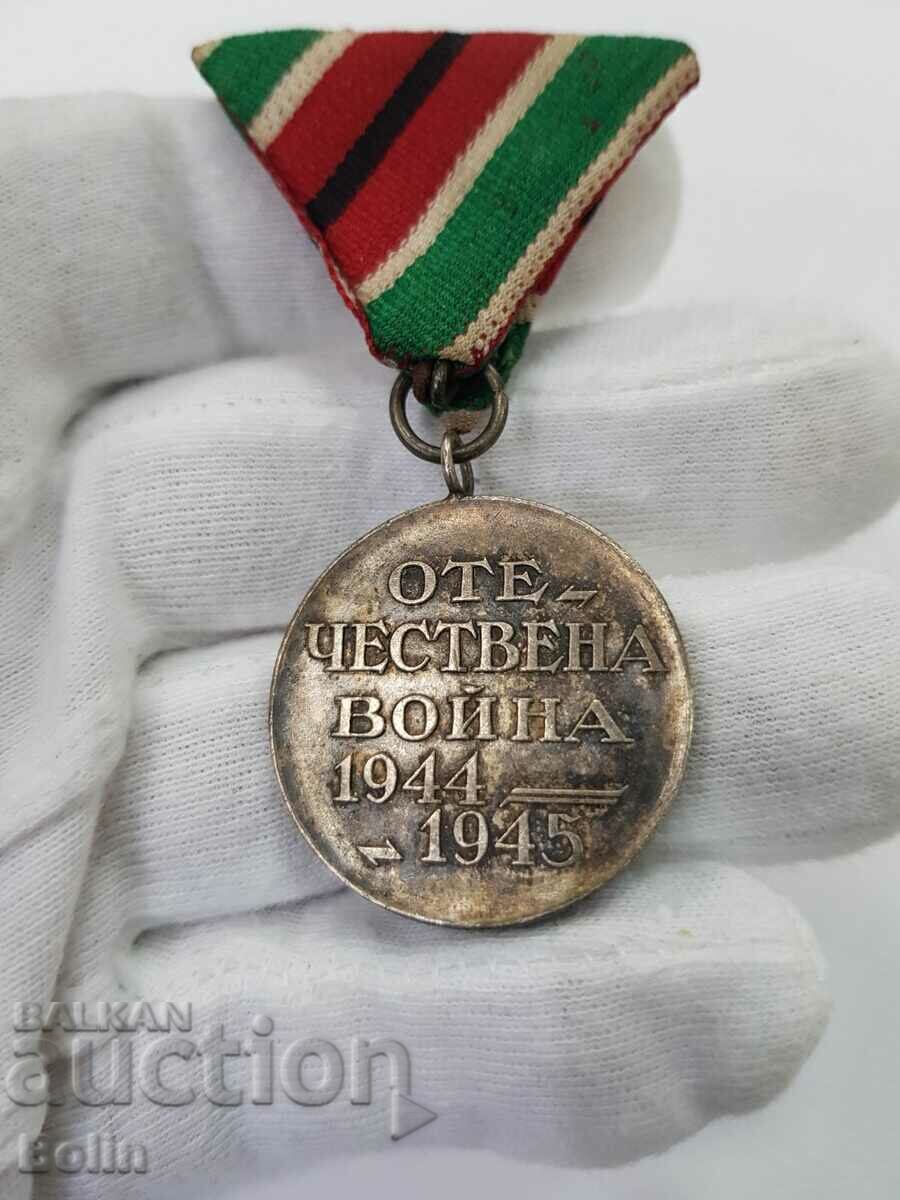 ОТЕ-
ЧЕСТВЕНА
ВОЙНА
1944
1945
BALKAN
auction
Bolin